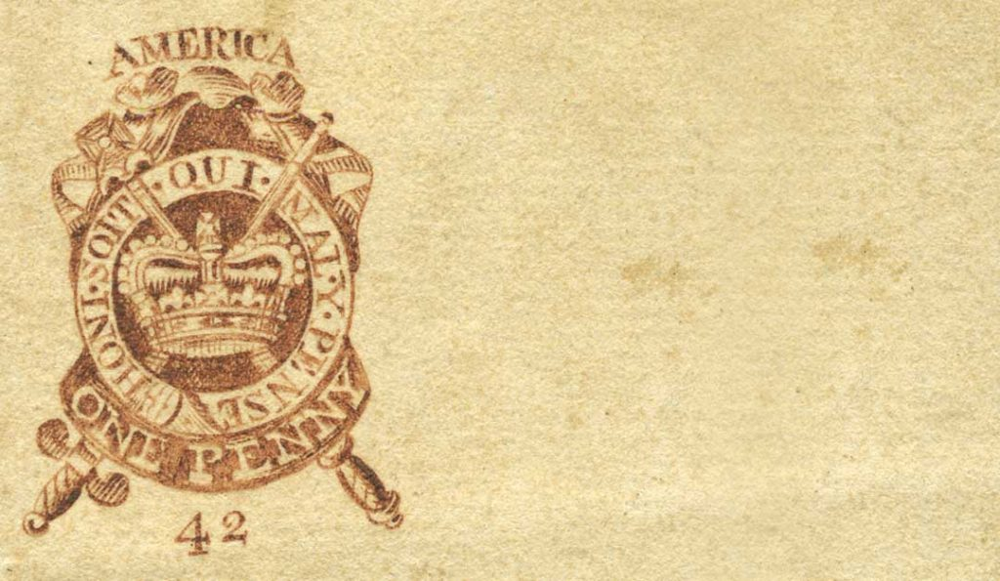 AMERICA
HONI·SOIT·QUI·MAL·Y·PENSE
ONE PENNY
42